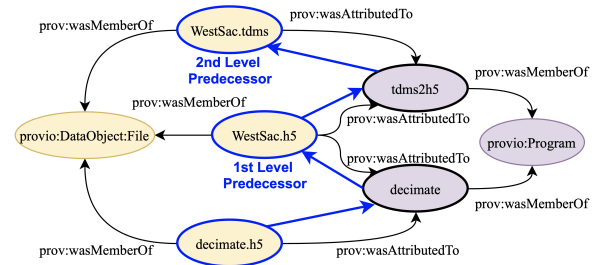 prov:wasMemberOf
WestSac.tdms
prov:wasAttributedTo
2nd Level
Predecessor
tdms2h5
prov:wasMemberOf
prov:wasMemberOf
prov:wasAttributedTo
provio:DataObject:File
WestSac.h5
provio:Program
prov:wasAttributedTo
1st Level
Predecessor
decimate
prov:wasMemberOf
prov:wasMemberOf
decimate.h5
prov:wasAttributedTo